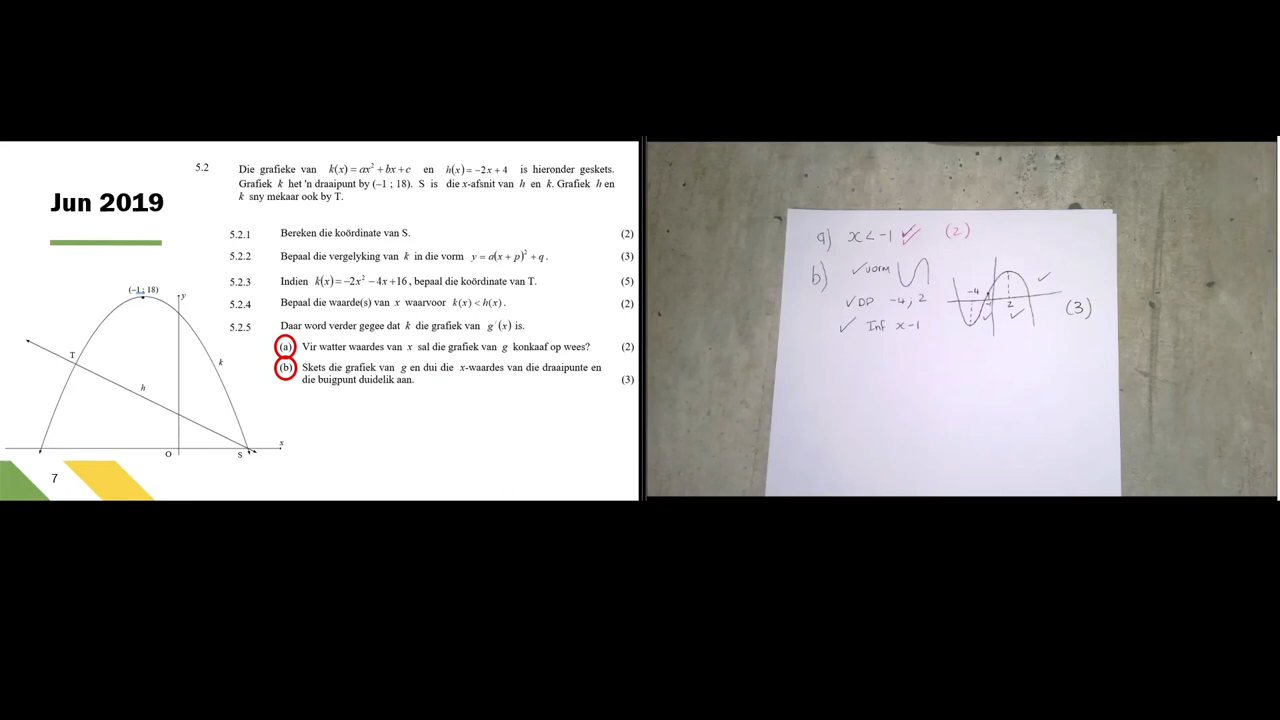 Jun 2019
5.2 Die grafieke van k(x) = ax² + bx + c en h(x) = −2x + 4 is hieronder geskets.
Grafiek k het 'n draaipunt by (−1 ; 18). S is die x-afsnit van h en k. Grafiek h en
k sny mekaar ook by T.
5.2.1 Bereken die koördinate van S. (2)
5.2.2 Bepaal die vergelyking van k in die vorm y = a(x + p)² + q. (3)
5.2.3 Indien k(x) = −2x² − 4x + 16, bepaal die koördinate van T. (5)
5.2.4 Bepaal die waarde(s) van x waarvoor k(x) < h(x). (2)
5.2.5 Daar word verder gegee dat k die grafiek van g′(x) is.
(a) Vir watter waardes van x sal die grafiek van g konkaaf op wees? (2)
(b) Skets die grafiek van g en dui die x-waardes van die draaipunte en
die buigpunt duidelik aan. (3)
(−1 ; 18)
y
T
k
h
x
O
S
7
a) x < −1 (2)
b) vorm
DP −4 ; 2
Inf x −1
−4
2
(3)